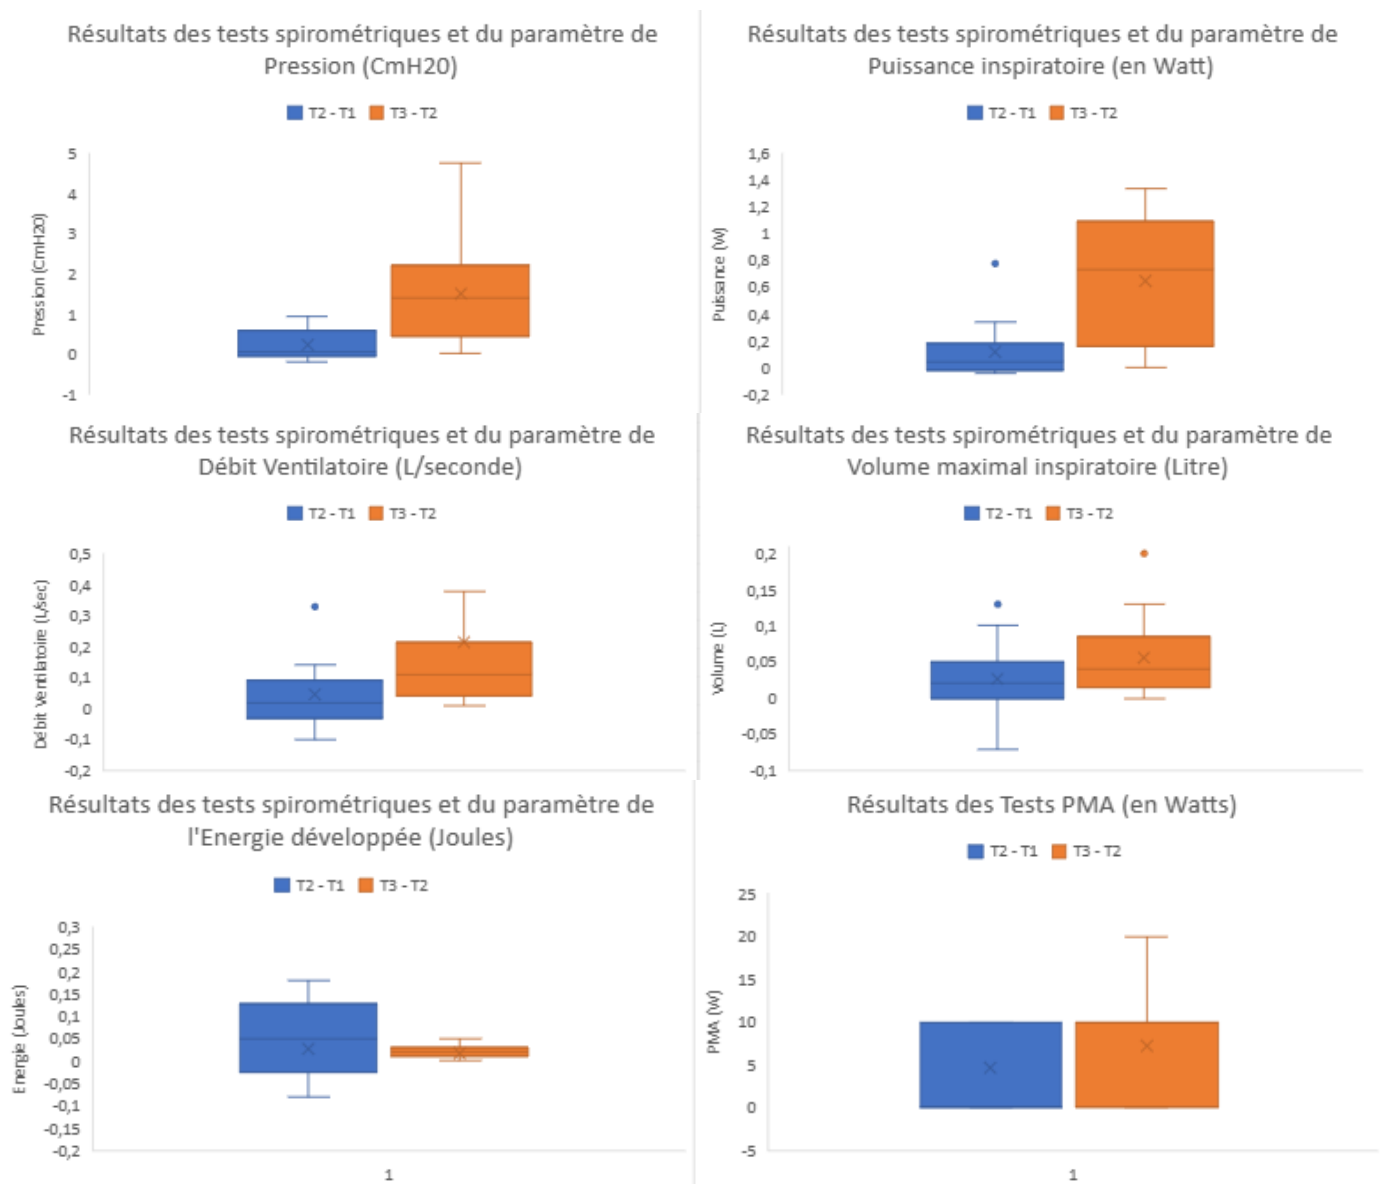 Résultats des tests spirométriques et du paramètre de
Pression (CmH20)
T2 - T1 T3 - T2
Pression (CmH20)
5
4
3
2
1
0
-1
Résultats des tests spirométriques et du paramètre de
Puissance inspiratoire (en Watt)
T2 - T1 T3 - T2
Puissance (W)
1,6
1,4
1,2
1
0,8
0,6
0,4
0,2
0
-0,2
Résultats des tests spirométriques et du paramètre de
Débit Ventilatoire (L/seconde)
T2 - T1 T3 - T2
Débit Ventilatoire (L/sec)
0,5
0,4
0,3
0,2
0,1
0
-0,1
-0,2
Résultats des tests spirométriques et du paramètre de
Volume maximal inspiratoire (Litre)
T2 - T1 T3 - T2
Volume (L)
0,2
0,15
0,1
0,05
0
-0,05
-0,1
Résultats des tests spirométriques et du paramètre de
l'Energie développée (Joules)
T2 - T1 T3 - T2
Energie (Joules)
0,3
0,25
0,2
0,15
0,1
0,05
0
-0,05
-0,1
-0,15
-0,2
1
Résultats des Tests PMA (en Watts)
T2 - T1 T3 - T2
PMA (W)
25
20
15
10
5
0
-5
1